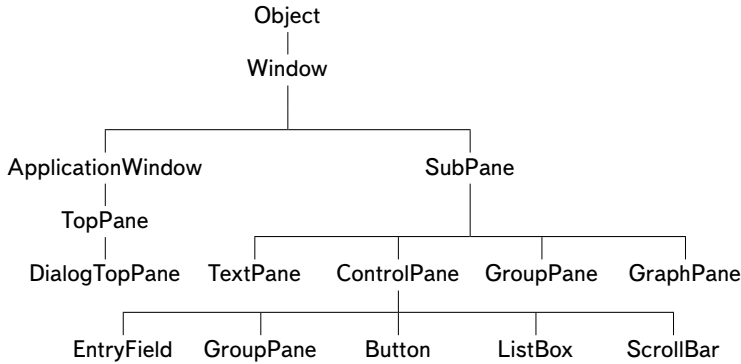 Object
Window
ApplicationWindow SubPane
TopPane
DialogTopPane TextPane ControlPane GroupPane GraphPane
EntryField GroupPane Button ListBox ScrollBar